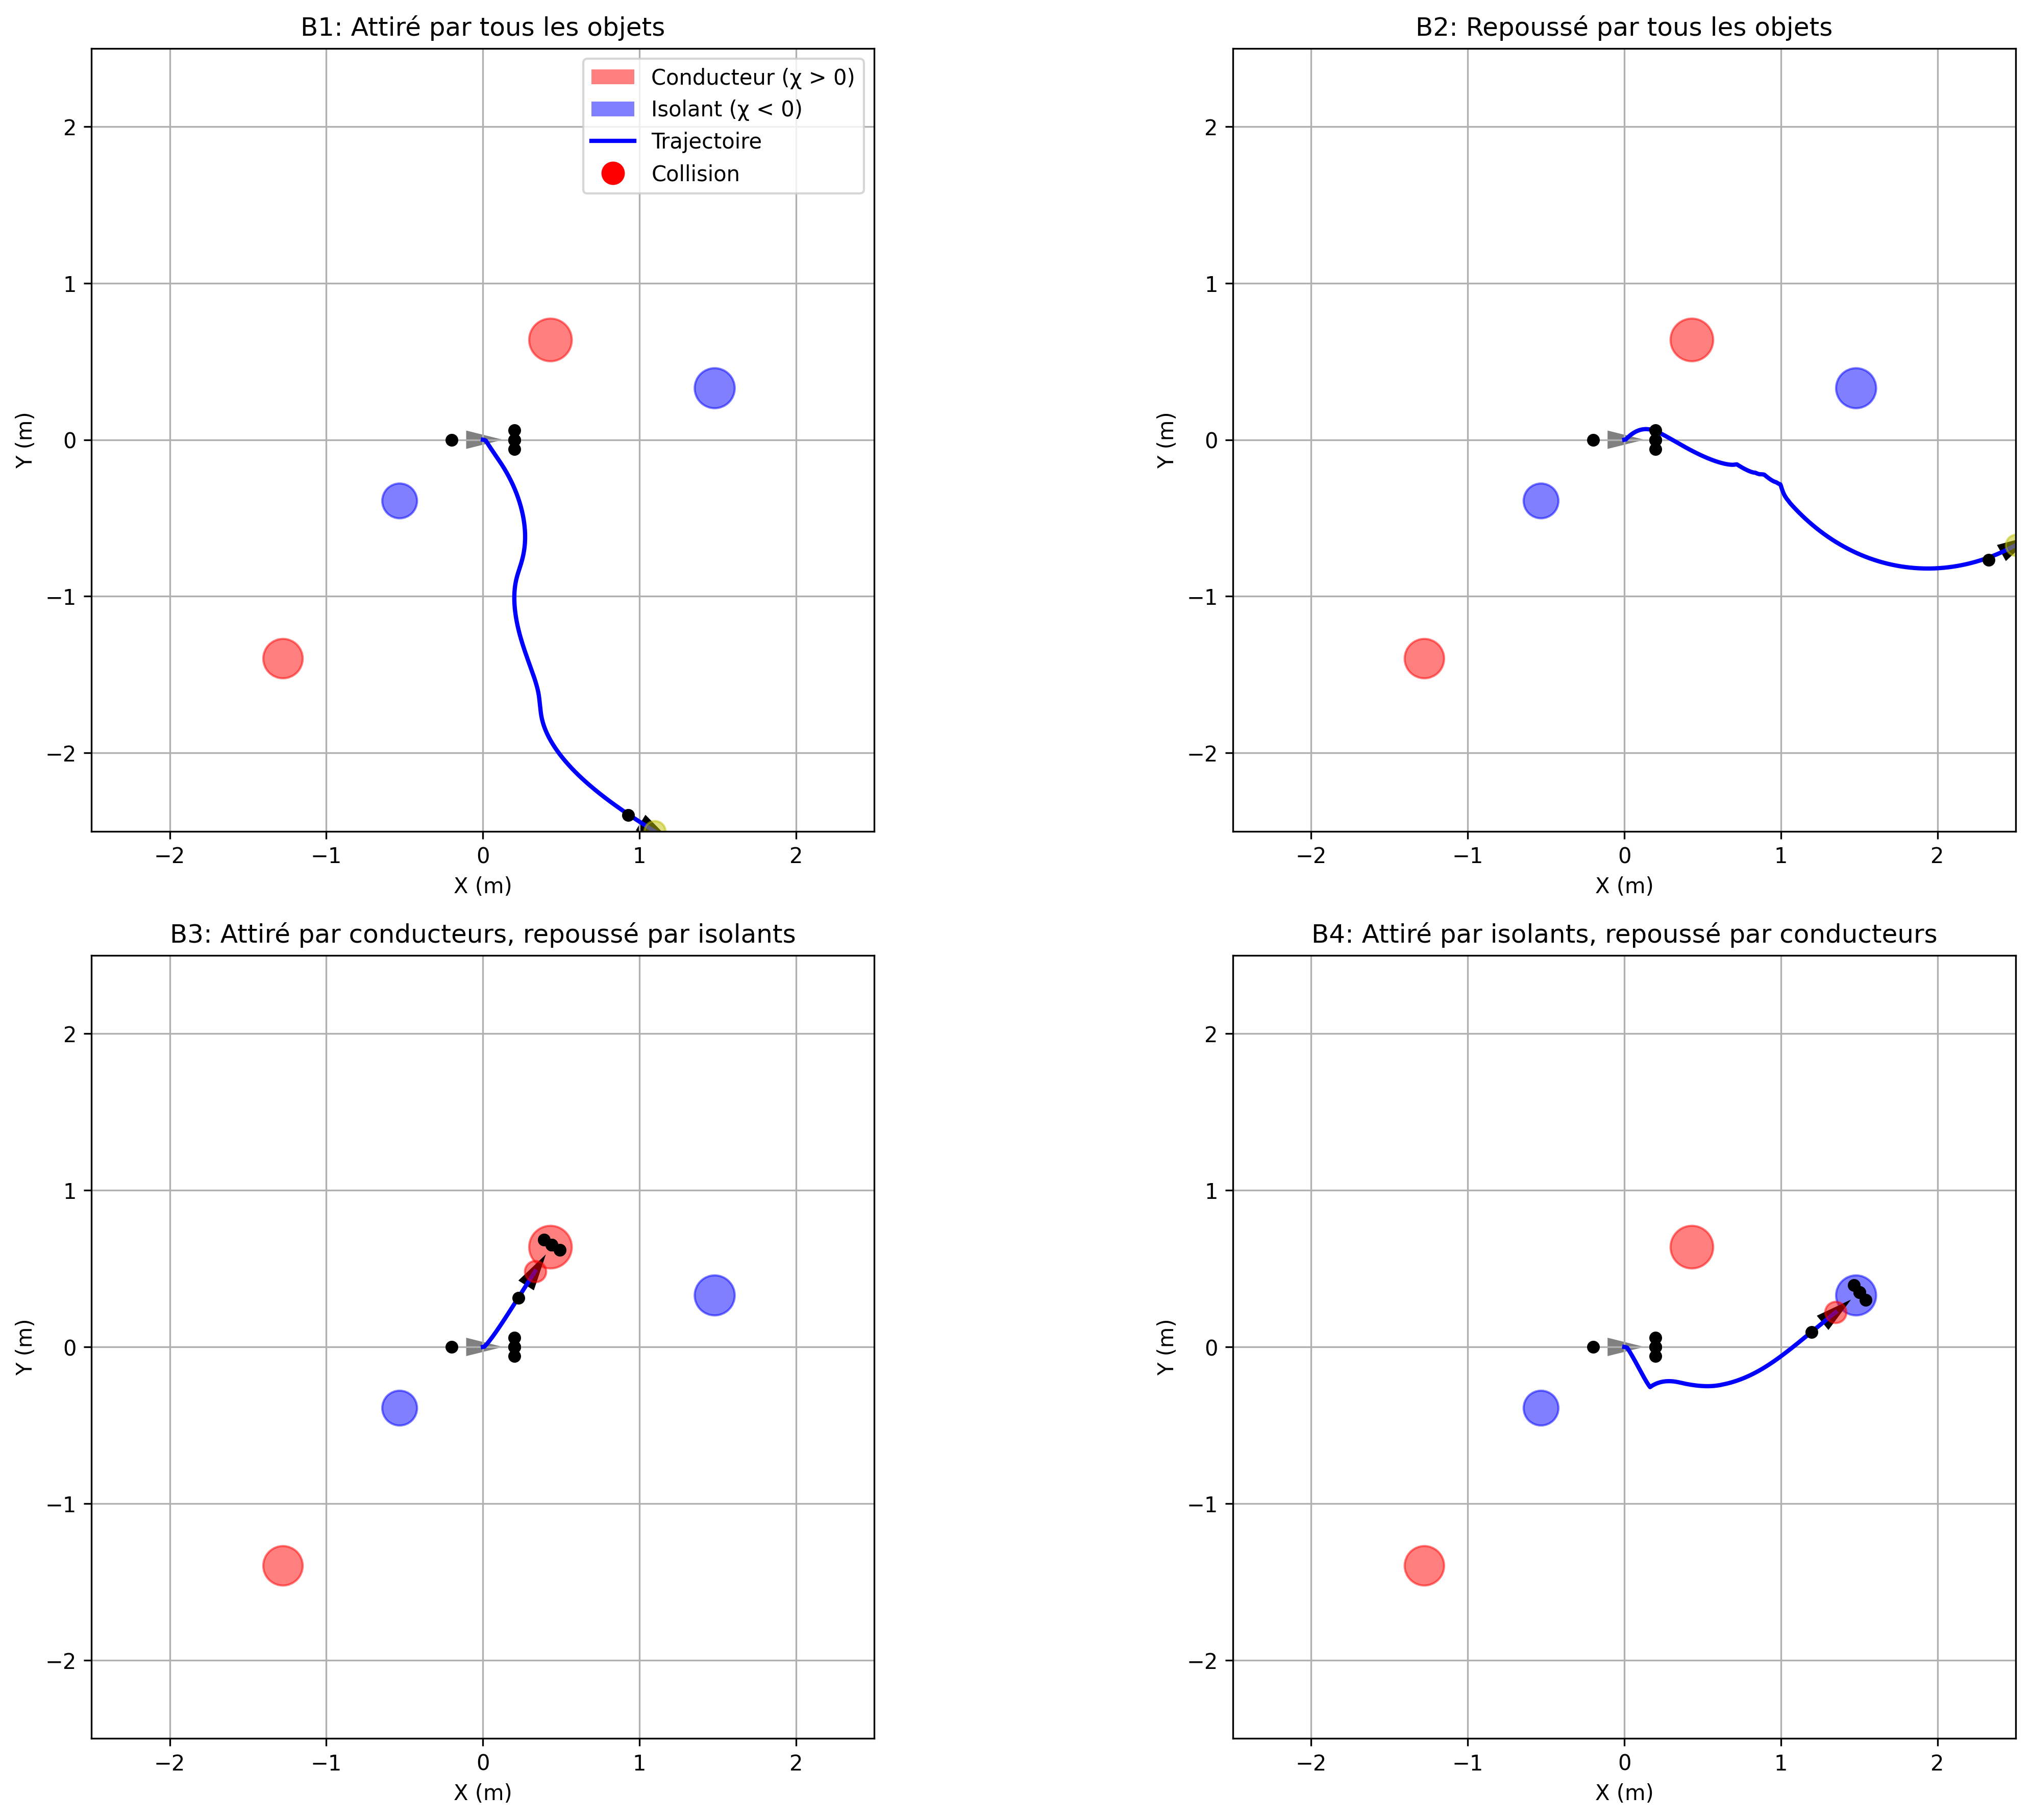 B1: Attiré par tous les objets
Conducteur (χ > 0)
Isolant (χ < 0)
Trajectoire
Collision
2
1
0
−1
−2
Y (m)
−2
−1
0
1
2
X (m)
B2: Repoussé par tous les objets
2
1
0
−1
−2
Y (m)
−2
−1
0
1
2
X (m)
B3: Attiré par conducteurs, repoussé par isolants
2
1
0
−1
−2
Y (m)
−2
−1
0
1
2
X (m)
B4: Attiré par isolants, repoussé par conducteurs
2
1
0
−1
−2
Y (m)
−2
−1
0
1
2
X (m)